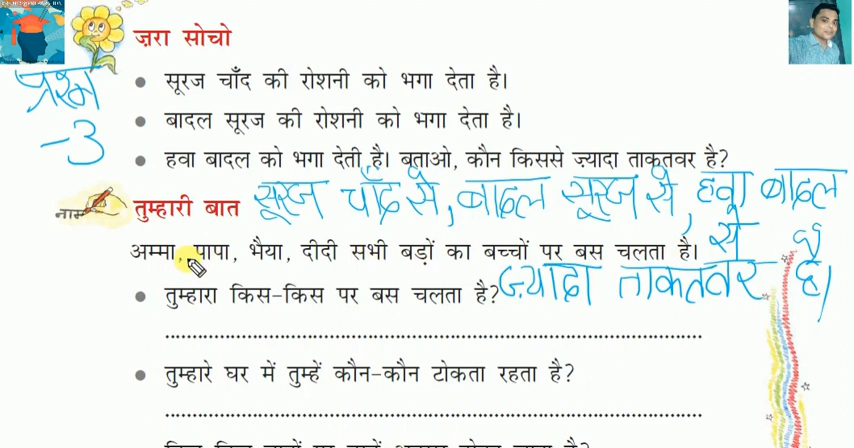 ज़रा सोचो
प्रश्न
-3
● सूरज चाँद की रोशनी को भगा देता है।
● बादल सूरज की रोशनी को भगा देता है।
● हवा बादल को भगा देती है। बताओ, कौन किससे ज़्यादा ताकतवर है?
सूरज चाँद से, बादल सूरज से, हवा बादल
से
ज़्यादा ताकतवर है।
तुम्हारी बात
अम्मा, पापा, भैया, दीदी सभी बड़ों का बच्चों पर बस चलता है।
● तुम्हारा किस-किस पर बस चलता है?
● तुम्हारे घर में तुम्हें कौन-कौन टोकता रहता है?